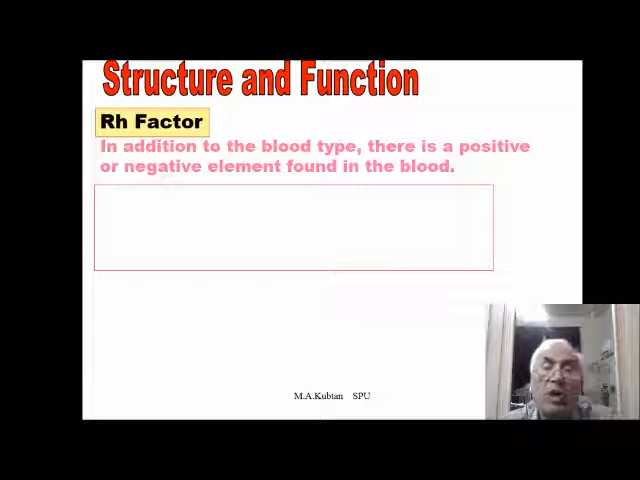 Structure and Function
Rh Factor
In addition to the blood type, there is a positive
or negative element found in the blood.
M.A.Kubtan SPU